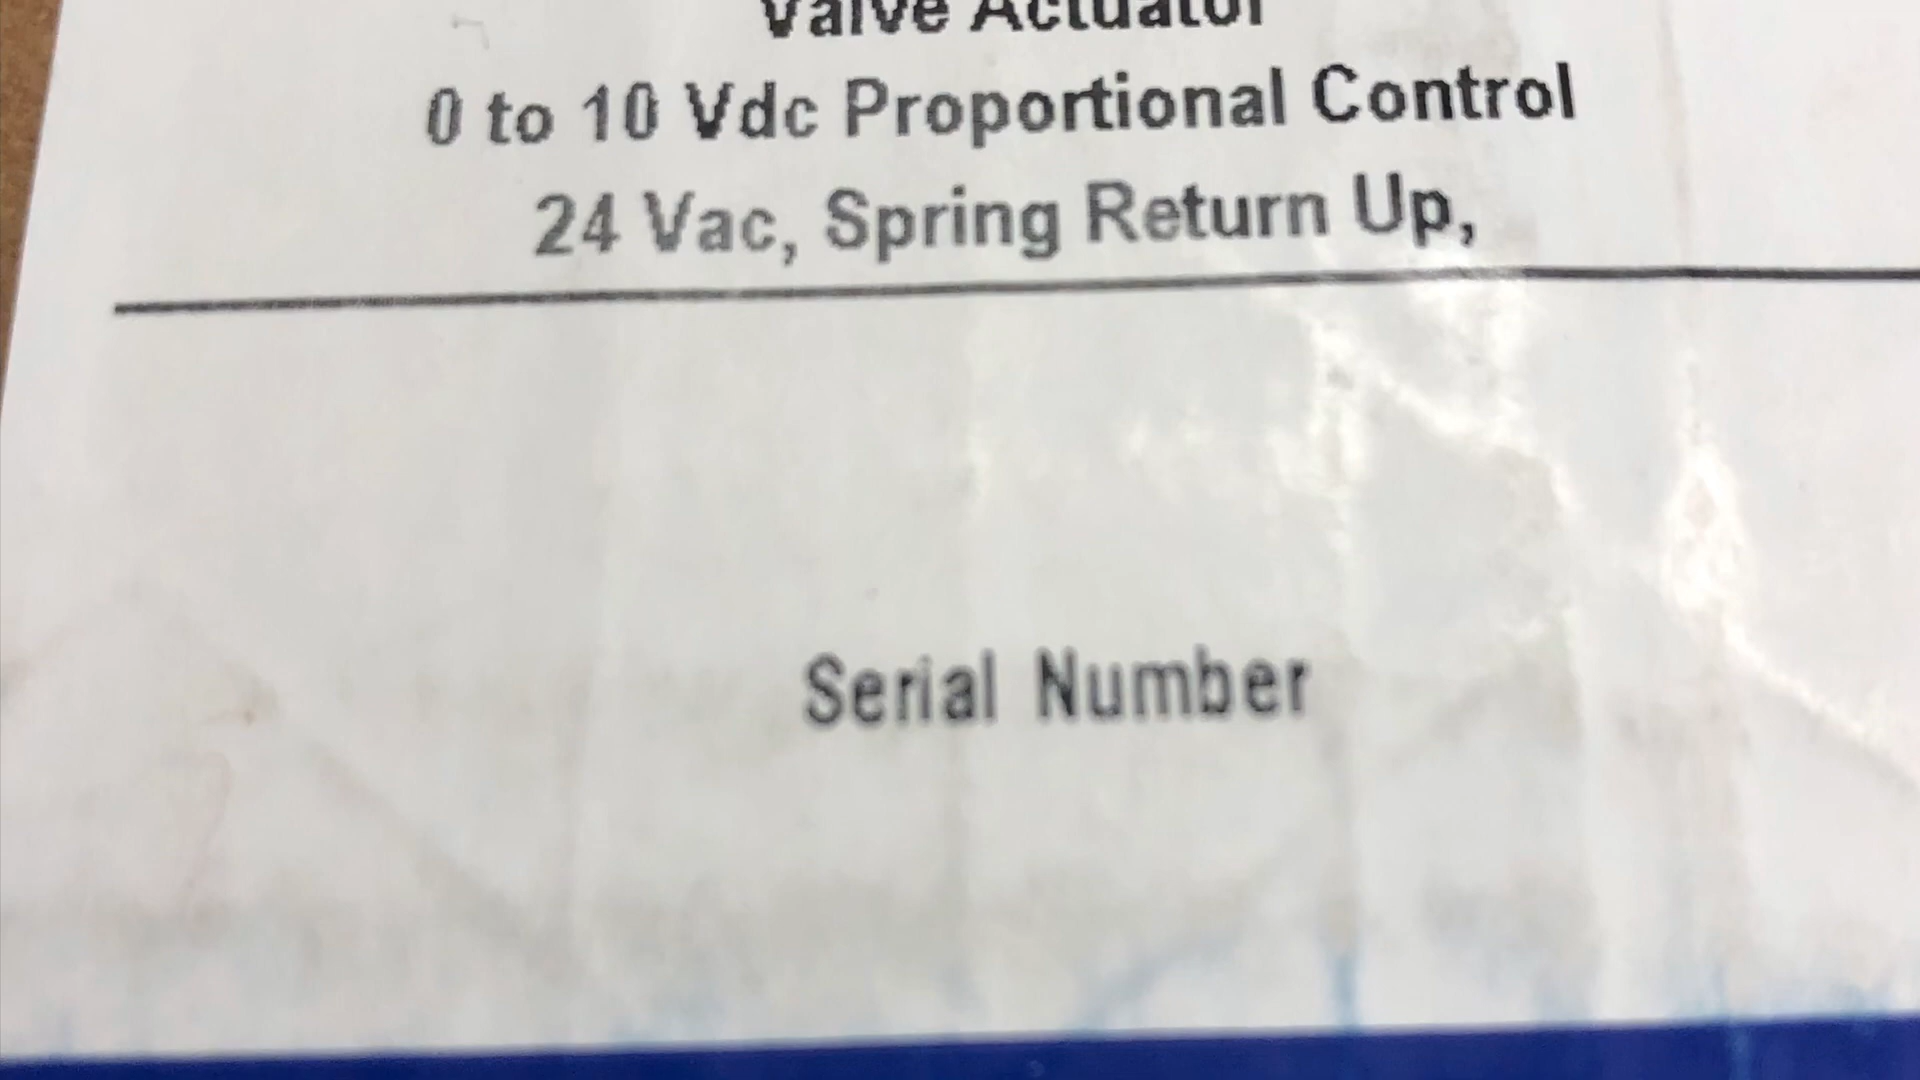 Valve Actuator
0 to 10 Vdc Proportional Control
24 Vac, Spring Return Up,
Serial Number